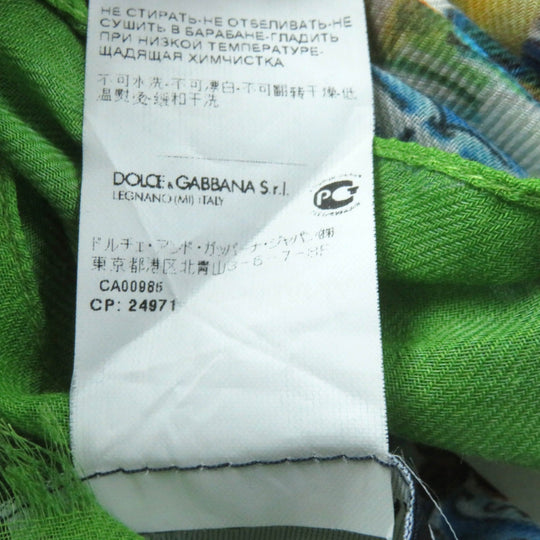 НЕ СТИРАТЬ-НЕ ОТБЕЛИВАТЬ-НЕ
СУШИТЬ В БАРАБАНЕ-ГЛАДИТЬ
ПРИ НИЗКОЙ ТЕМПЕРАТУРЕ-
ЩАДЯЩАЯ ХИМЧИСТКА
不可水洗·不可漂白·不可翻转干燥·低
温熨烫·缓和干洗
DOLCE & GABBANA S.r.l.
LEGNANO (MI) ITALY
ドルチェ・アンド・ガッバーナ・ジャパン㈱
東京都港区北青山3-6-7-8F
CA00986
CP: 24971